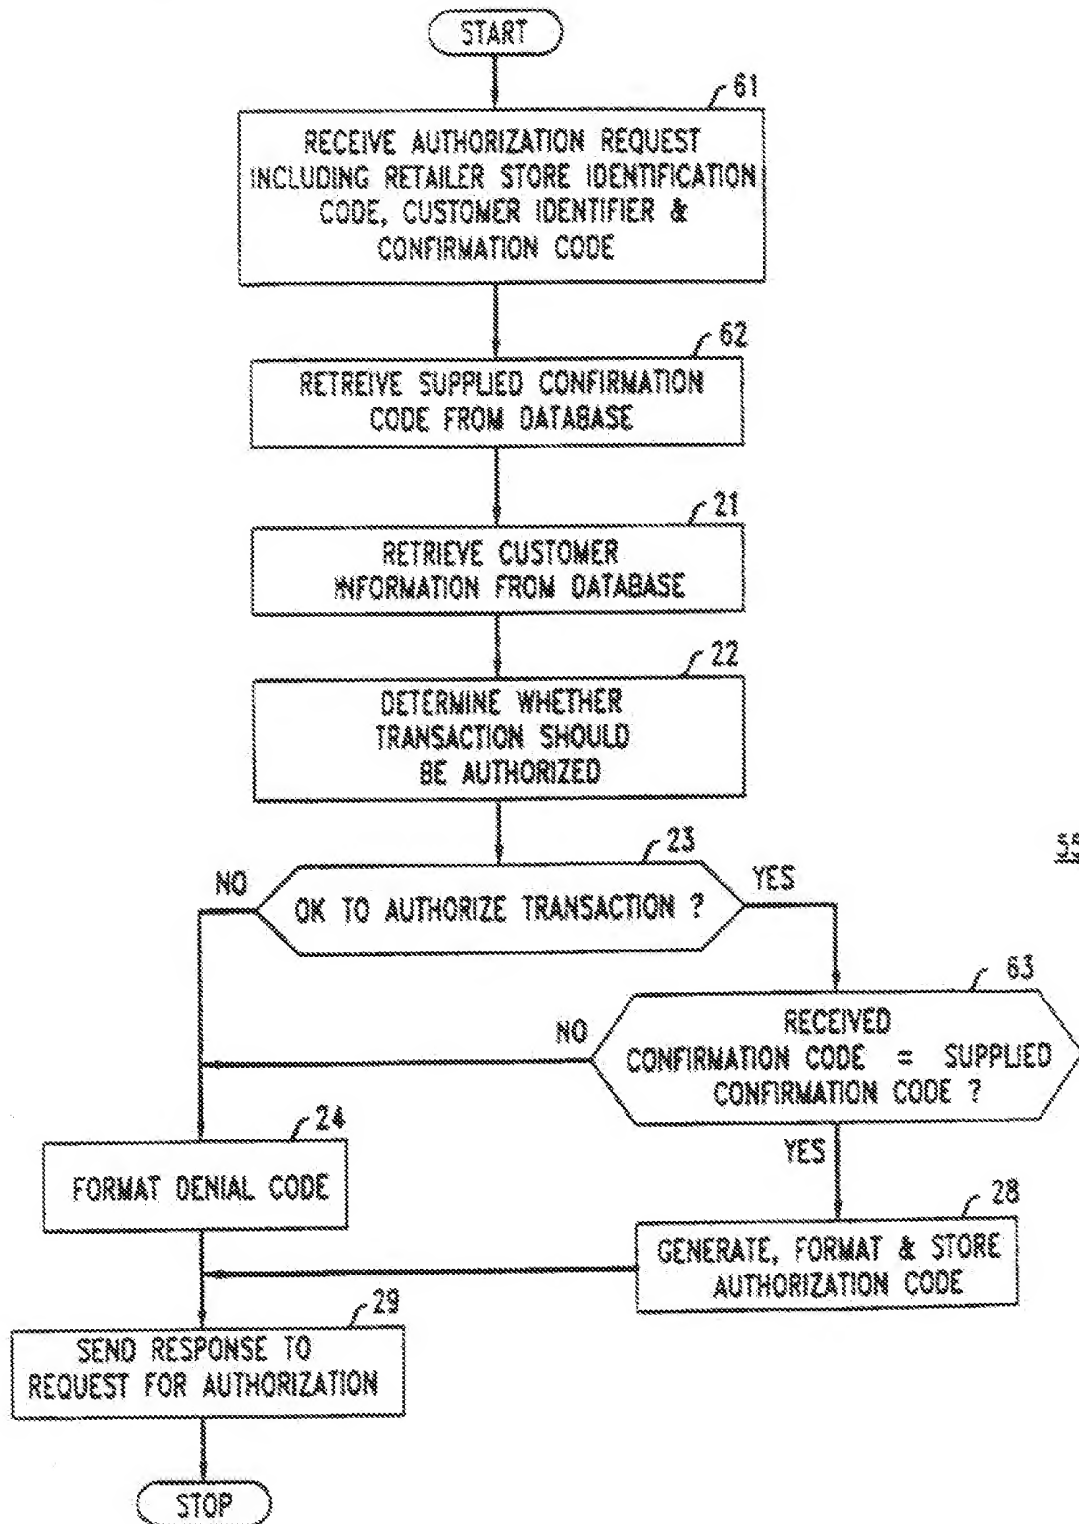 START
61
RECEIVE AUTHORIZATION REQUEST
INCLUDING RETAILER STORE IDENTIFICATION
CODE, CUSTOMER IDENTIFIER &
CONFIRMATION CODE
62
RETREIVE SUPPLIED CONFIRMATION
CODE FROM DATABASE
21
RETRIEVE CUSTOMER
INFORMATION FROM DATABASE
22
DETERMINE WHETHER
TRANSACTION SHOULD
BE AUTHORIZED
23
NO
OK TO AUTHORIZE TRANSACTION ?
YES
55
63
NO
RECEIVED
CONFIRMATION CODE = SUPPLIED
CONFIRMATION CODE ?
YES
24
FORMAT DENIAL CODE
28
GENERATE, FORMAT & STORE
AUTHORIZATION CODE
29
SEND RESPONSE TO
REQUEST FOR AUTHORIZATION
STOP